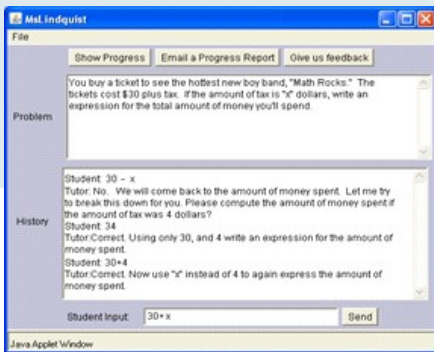 MsLindquist
File
Show Progress Email a Progress Report Give us feedback
Problem
You buy a ticket to see the hottest new boy band, "Math Rocks." The
tickets cost $30 plus tax. If the amount of tax is "x" dollars, write an
expression for the total amount of money you'll spend.
History
Student: 30 - x
Tutor: No. We will come back to the amount of money spent. Let me try
to break this down for you. Please compute the amount of money spent if
the amount of tax was 4 dollars?
Student: 34
Tutor:Correct. Using only 30, and 4 write an expression for the amount of
money spent.
Student: 30+4
Tutor:Correct. Now use "x" instead of 4 to again express the amount of
money spent.
Student Input: 30+x Send
Java Applet Window